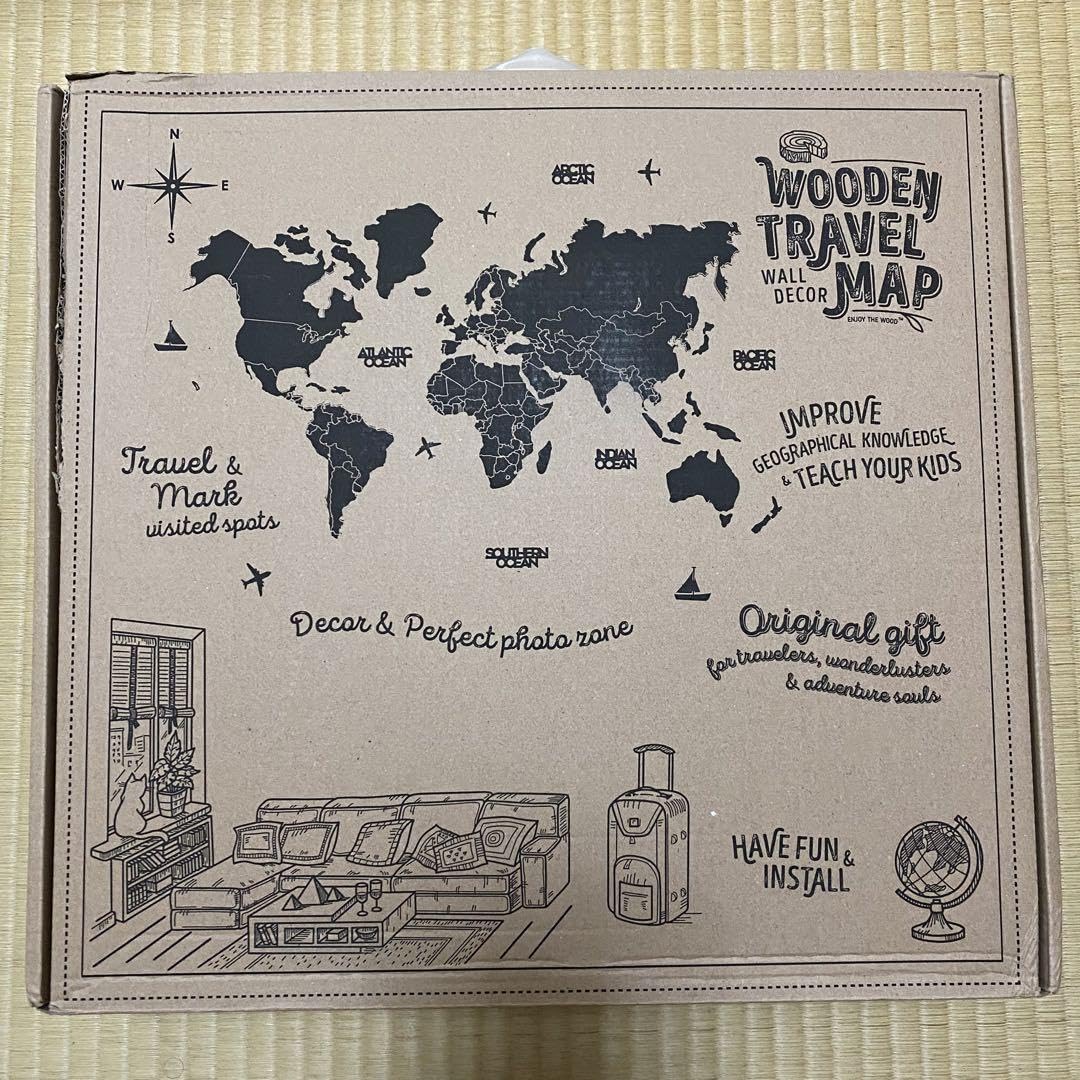 N
W E
S
ARCTIC
OCEAN
WOODEN
TRAVEL
WALL
DECOR MAP
ENJOY THE WOOD™
ATLANTIC
OCEAN
PACIFIC
OCEAN
IMPROVE
GEOGRAPHICAL KNOWLEDGE
& TEACH YOUR KIDS
INDIAN
OCEAN
Travel &
Mark
visited spots
SOUTHERN
OCEAN
Decor & Perfect photo zone
Original gift
for travelers, wonderlusters
& adventure souls
HAVE FUN &
INSTALL